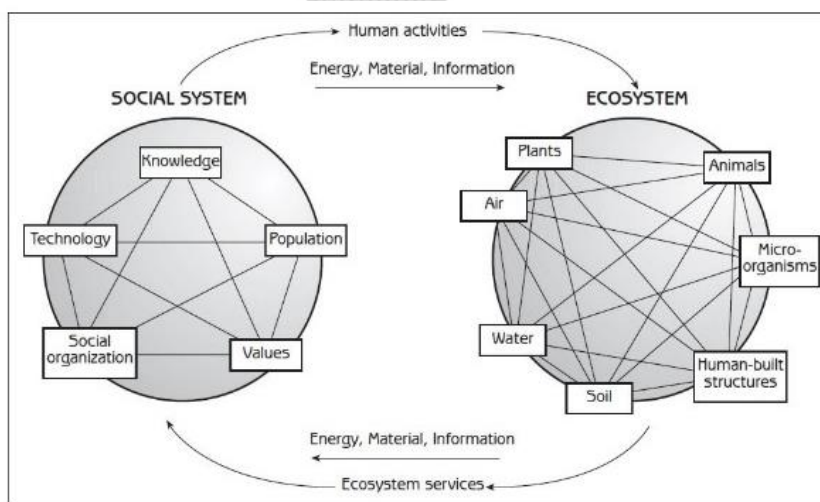 Human activities
Energy, Material, Information
SOCIAL SYSTEM
ECOSYSTEM
Knowledge
Technology
Population
Social
organization
Values
Plants
Animals
Air
Micro-
organisms
Water
Human-built
structures
Soil
Energy, Material, Information
Ecosystem services